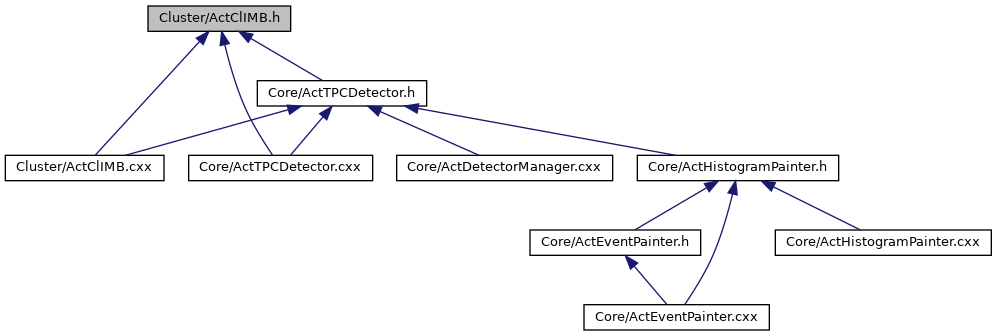 Cluster/ActClIMB.h
Core/ActTPCDetector.h
Cluster/ActClIMB.cxx
Core/ActTPCDetector.cxx
Core/ActDetectorManager.cxx
Core/ActHistogramPainter.h
Core/ActEventPainter.h
Core/ActHistogramPainter.cxx
Core/ActEventPainter.cxx